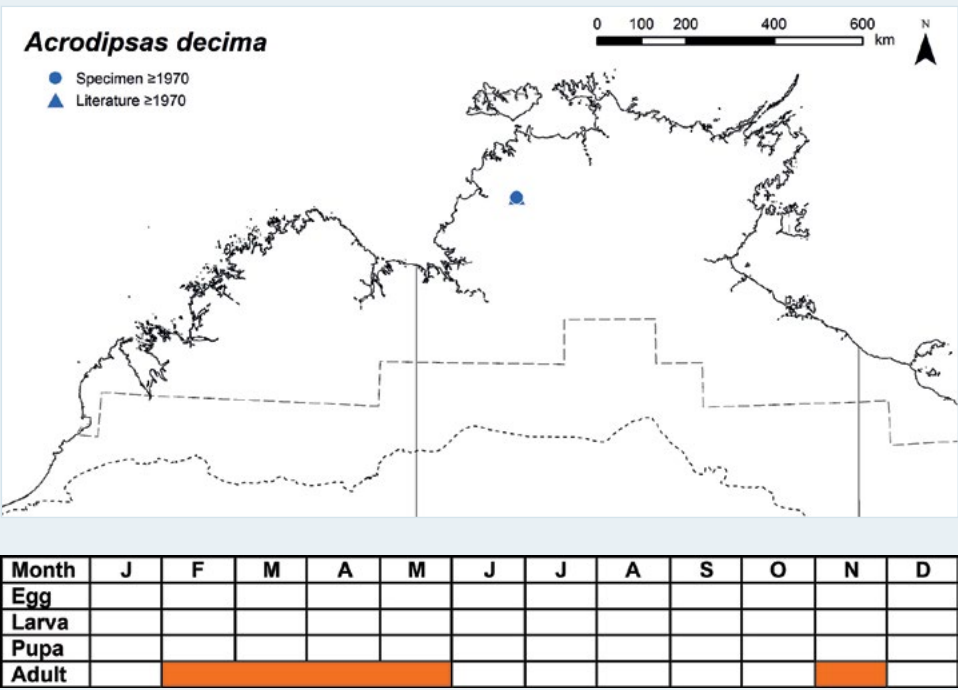 Acrodipsas decima
Specimen ≥1970
Literature ≥1970
0 100 200 400 600
km
N
Month J F M A M J J A S O N D
Egg
Larva
Pupa
Adult